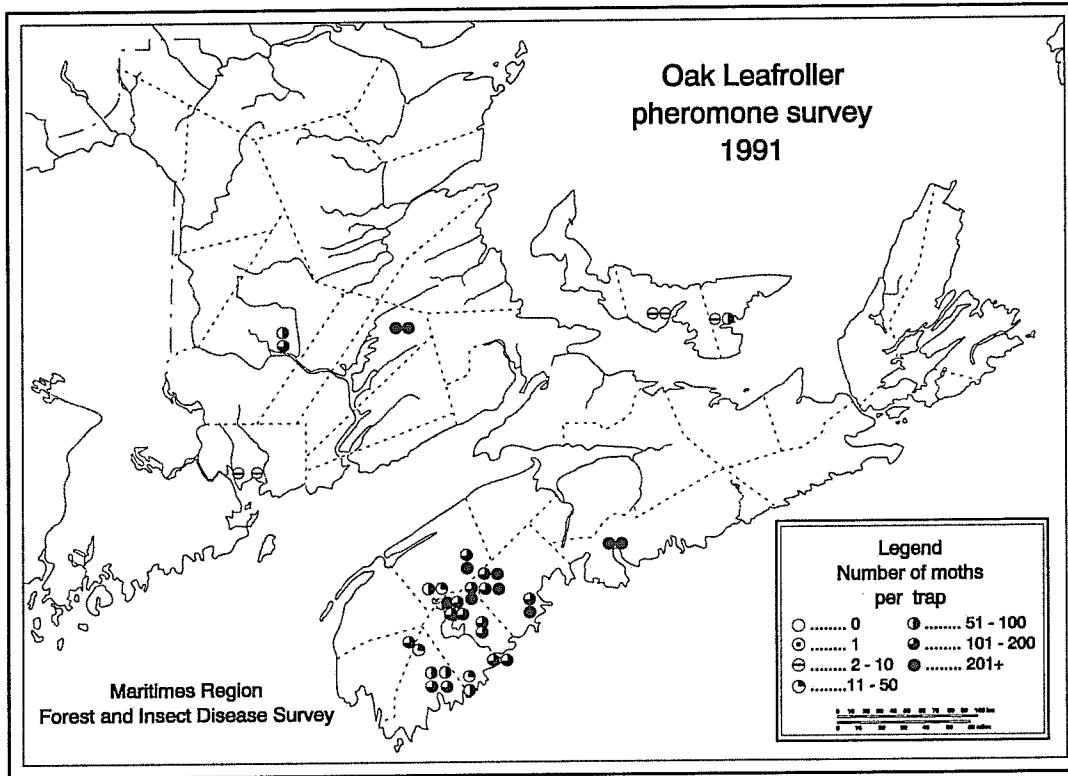 Oak Leafroller
pheromone survey
1991
Legend
Number of moths
per trap
........ 0
........ 1
........ 2 - 10
........11 - 50
........ 51 - 100
........ 101 - 200
........ 201+
Maritimes Region
Forest and Insect Disease Survey